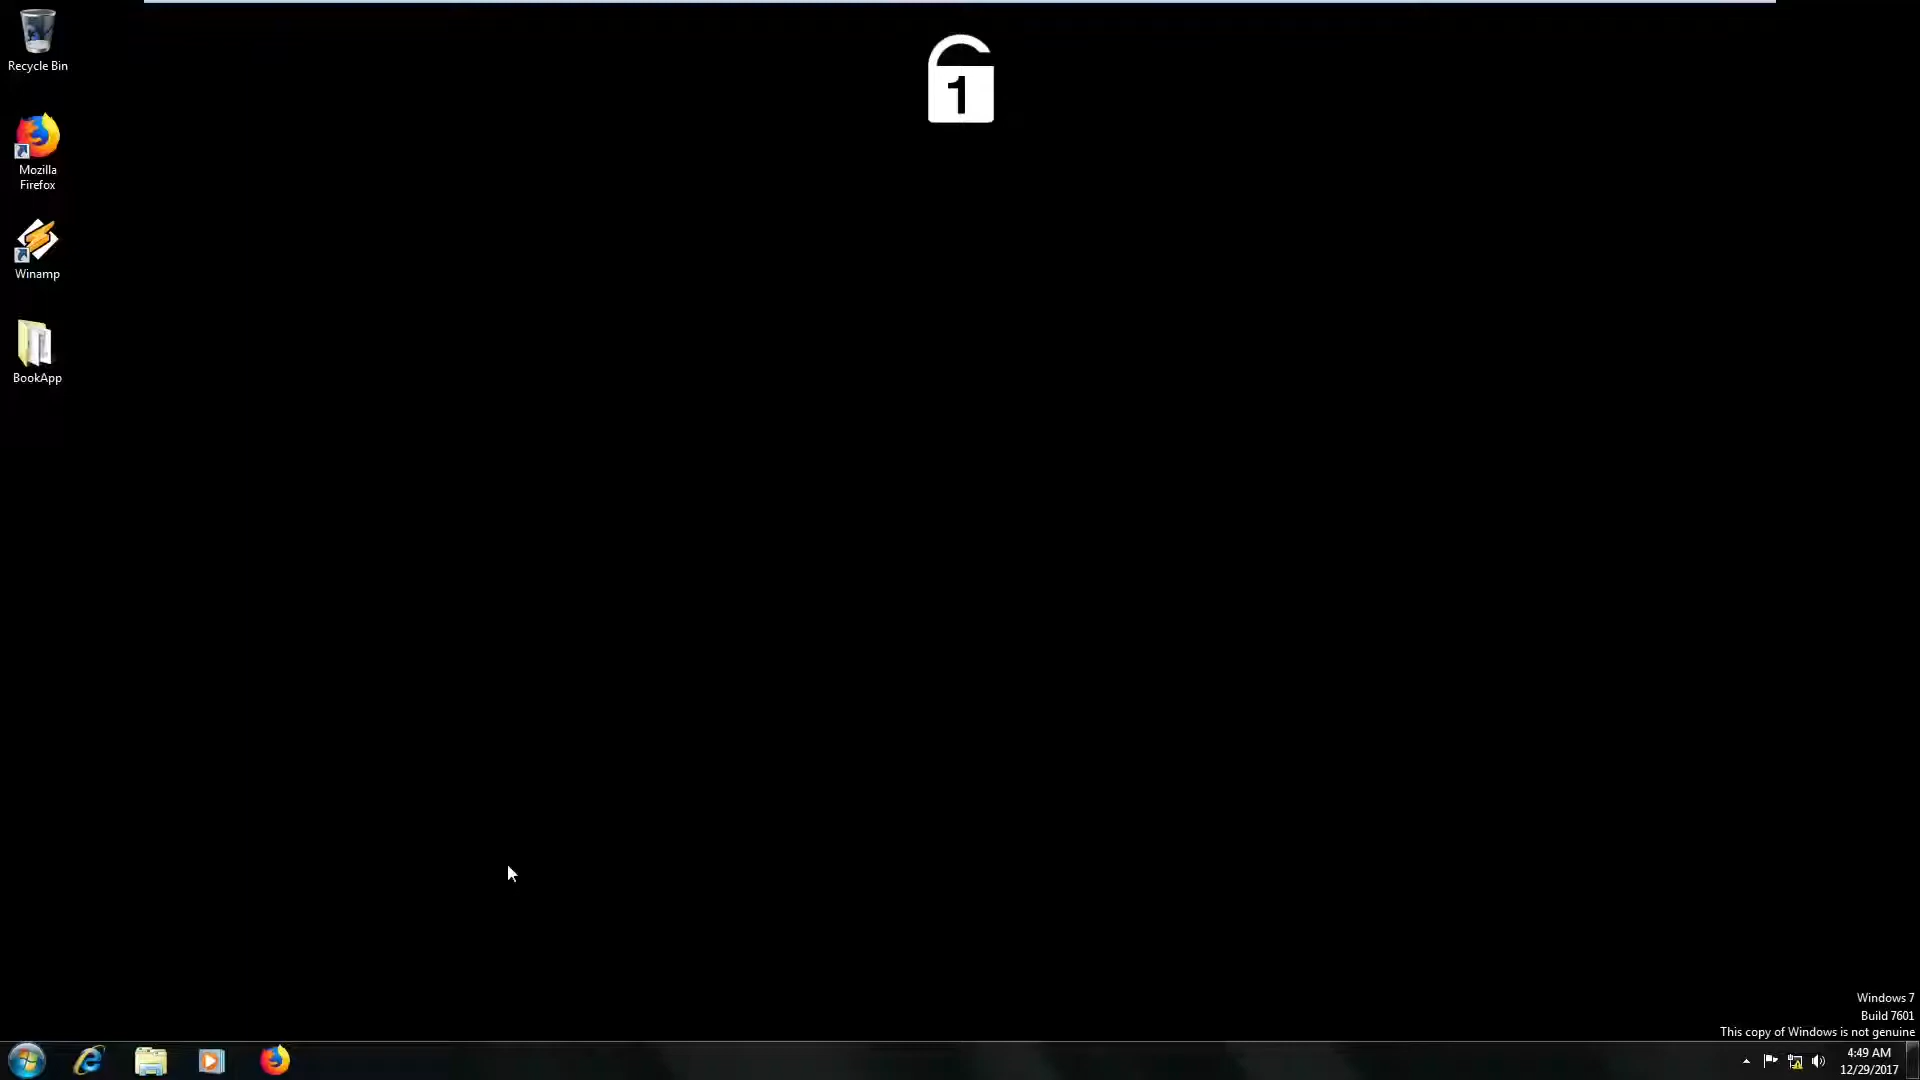 Recycle Bin
1
Mozilla
Firefox
Winamp
BookApp
Windows 7
Build 7601
This copy of Windows is not genuine
4:49 AM
12/29/2017